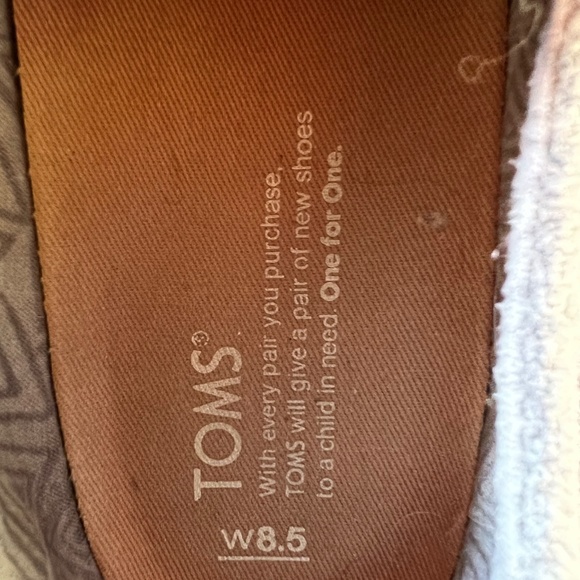 TOMS®
With every pair you purchase,
TOMS will give a pair of new shoes
to a child in need. One for One.
W8.5